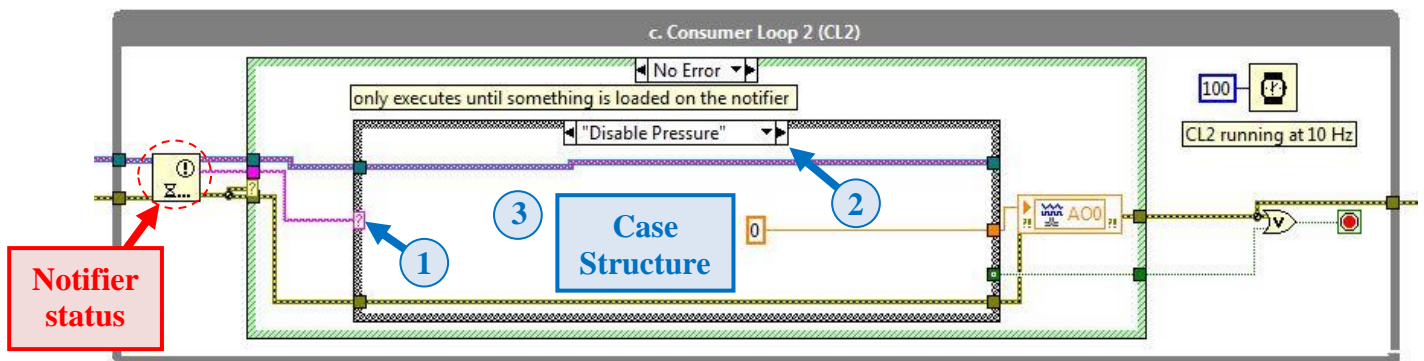 c. Consumer Loop 2 (CL2)
No Error
only executes until something is loaded on the notifier
100
"Disable Pressure"
CL2 running at 10 Hz
?
3
2
AO0
?
Case
Structure
0
?!
?!
V
1
Notifier
status